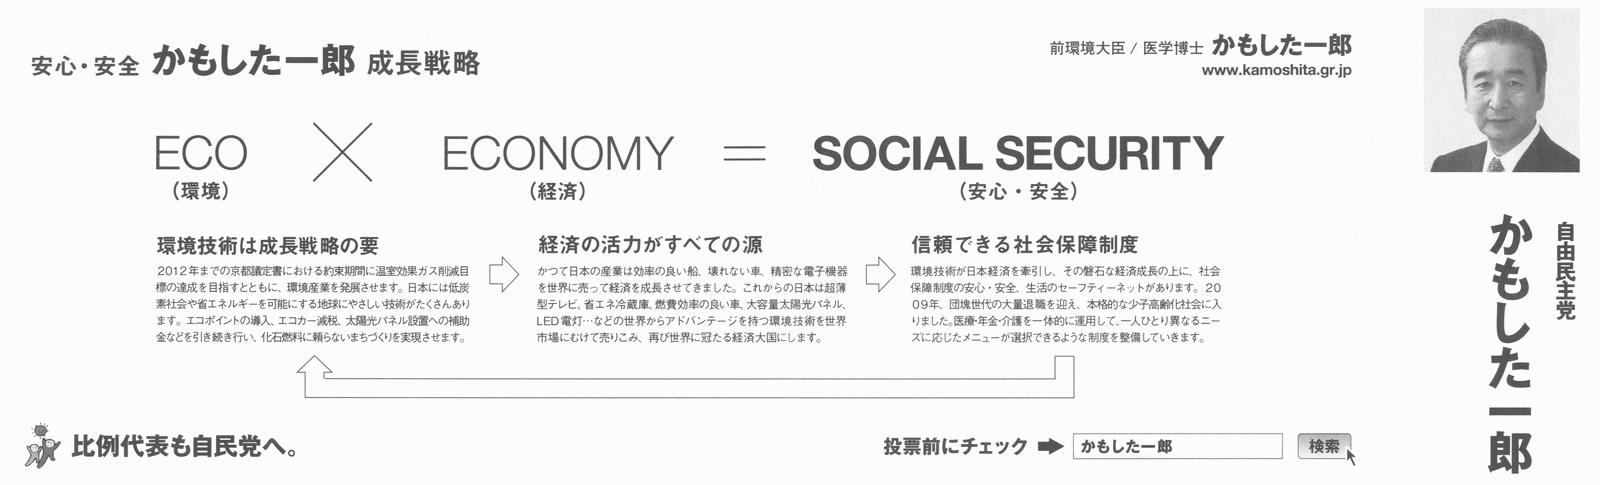 安心・安全 かもした一郎 成長戦略
前環境大臣 / 医学博士 かもした一郎
www.kamoshita.gr.jp
ECO × ECONOMY = SOCIAL SECURITY
（環境） （経済） （安心・安全）
環境技術は成長戦略の要
2012年までの京都議定書における約束期間に温室効果ガス削減目
標の達成を目指すとともに、環境産業を発展させます。日本には低炭
素社会や省エネルギーを可能にする地球にやさしい技術がたくさんあり
ます。エコポイントの導入、エコカー減税、太陽光パネル設置への補助
金などを引き続き行い、化石燃料に頼らないまちづくりを実現させます。
経済の活力がすべての源
かつて日本の産業は効率の良い船、壊れない車、精密な電子機器
を世界に売って経済を成長させてきました。これからの日本は超薄
型テレビ、省エネ冷蔵庫、燃費効率の良い車、大容量太陽光パネル、
LED電灯…などの世界からアドバンテージを持つ環境技術を世界
市場にむけて売りこみ、再び世界に冠たる経済大国にします。
信頼できる社会保障制度
環境技術が日本経済を牽引し、その磐石な経済成長の上に、社会
保障制度の安心・安全、生活のセーフティーネットがあります。20
09年、団塊世代の大量退職を迎え、本格的な少子高齢化社会に入
りました。医療・年金・介護を一体的に運用して、一人ひとり異なるニー
ズに応じたメニューが選択できるような制度を整備していきます。
比例代表も自民党へ。
投票前にチェック かもした一郎 検索
自由民主党
かもした一郎